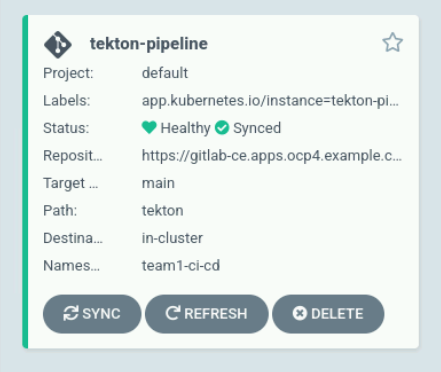 tekton-pipeline
Project: default
Labels: app.kubernetes.io/instance=tekton-pi...
Status: Healthy Synced
Reposit... https://gitlab-ce.apps.ocp4.example.c...
Target ... main
Path: tekton
Destina... in-cluster
Names... team1-ci-cd
SYNC REFRESH DELETE